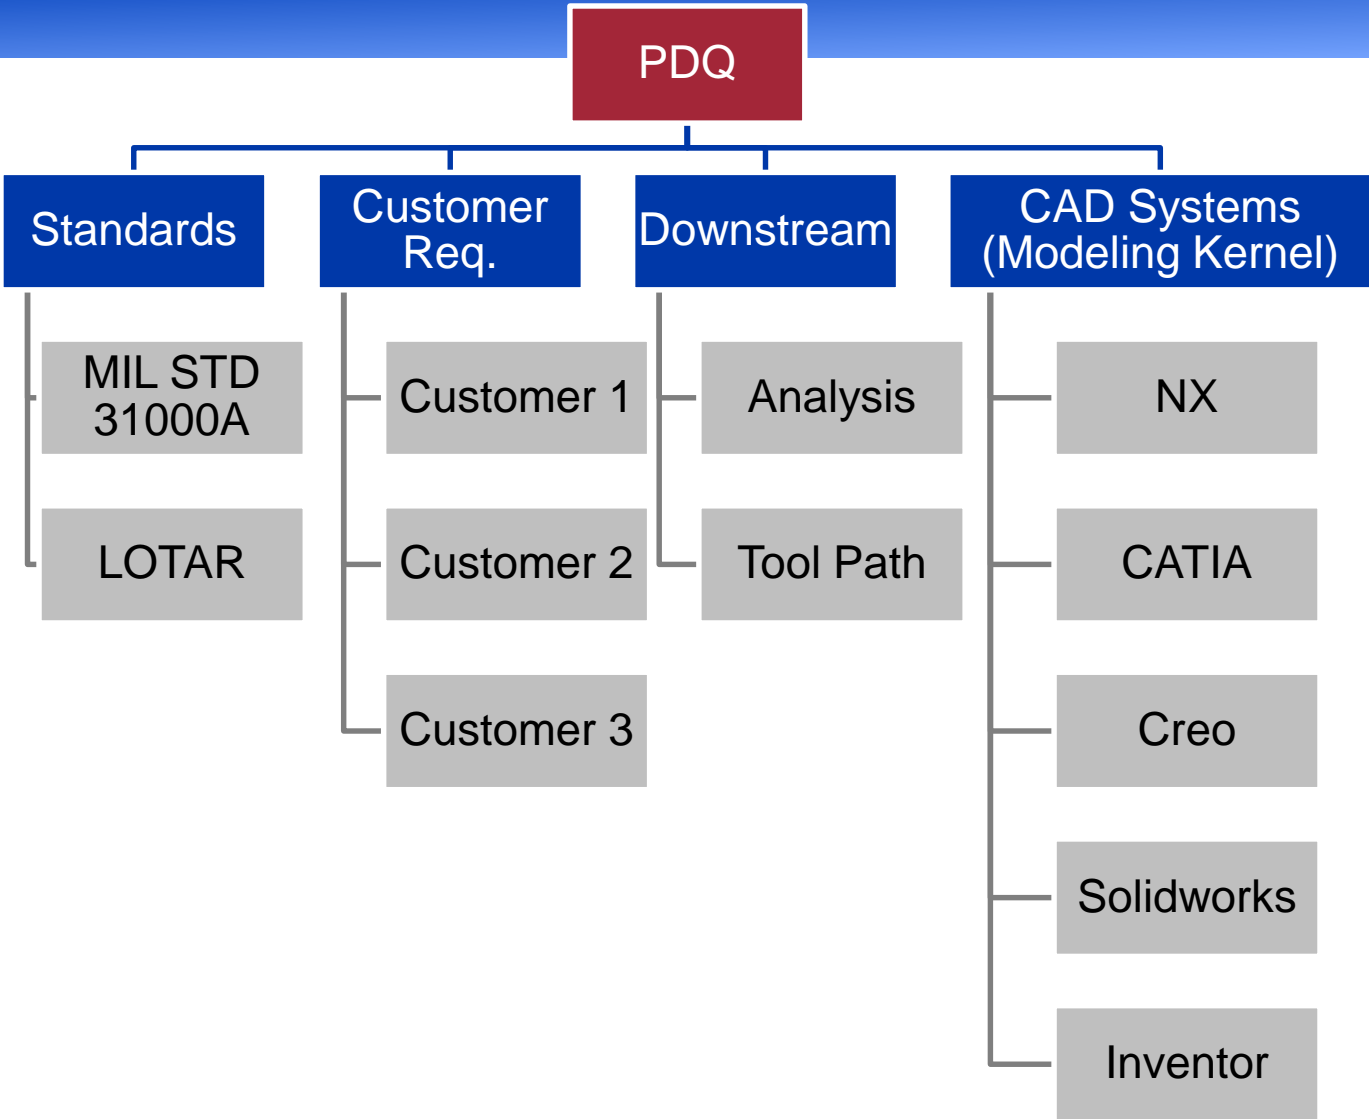 PDQ
Standards
Customer
Req.
Downstream
CAD Systems
(Modeling Kernel)
MIL STD
31000A
LOTAR
Customer 1
Customer 2
Customer 3
Analysis
Tool Path
NX
CATIA
Creo
Solidworks
Inventor